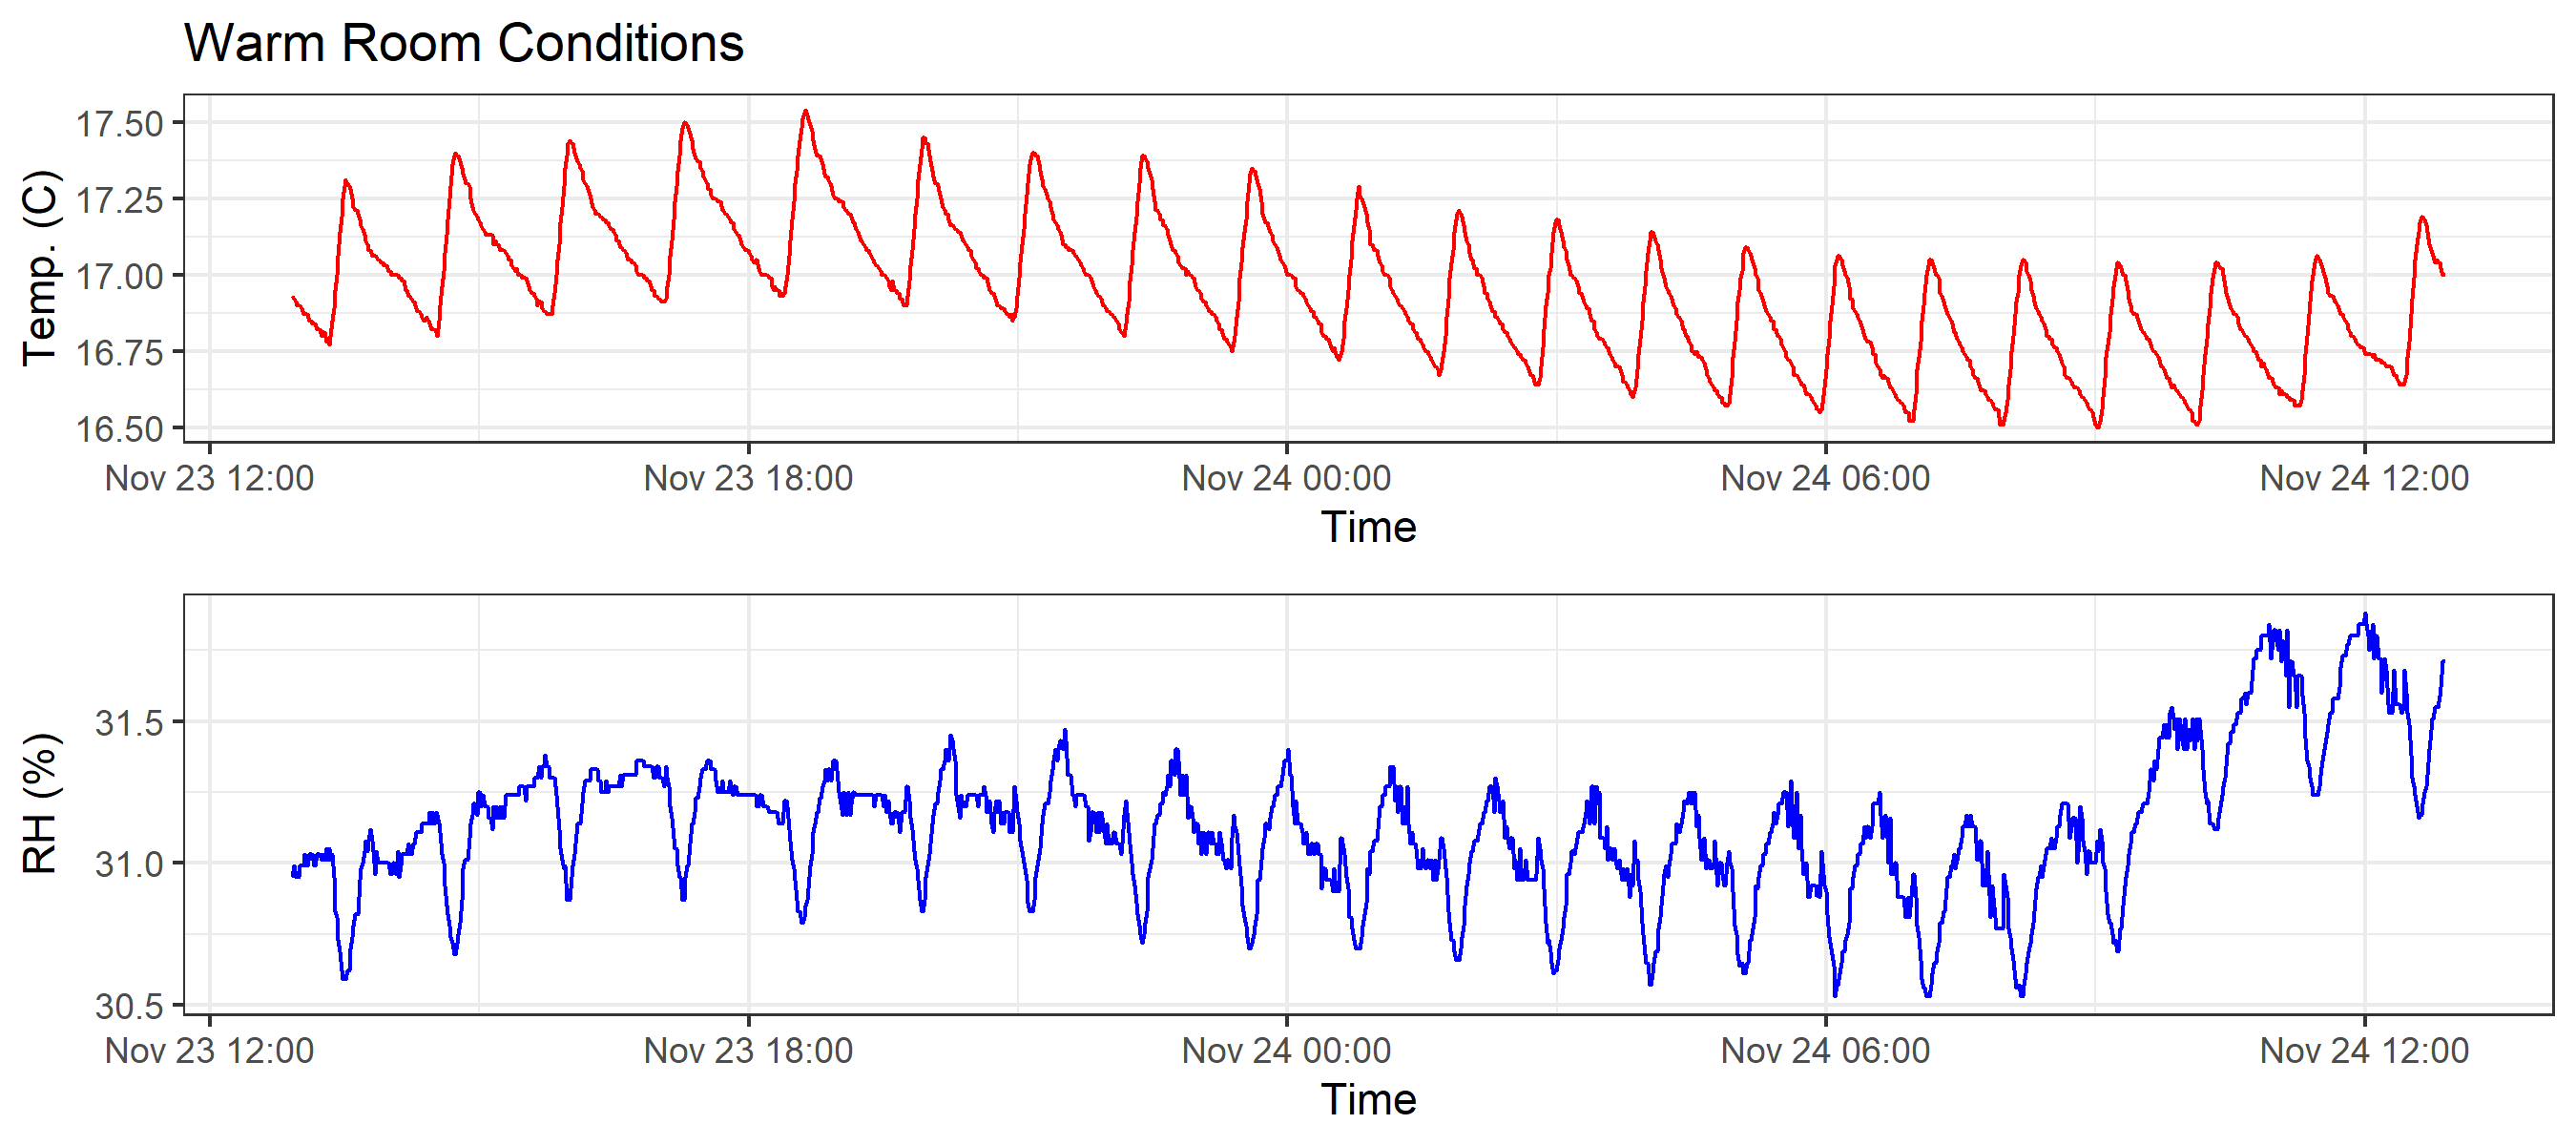 Warm Room Conditions
Temp. (C)
17.50
17.25
17.00
16.75
16.50
Nov 23 12:00 Nov 23 18:00 Nov 24 00:00 Nov 24 06:00 Nov 24 12:00
Time
RH (%)
31.5
31.0
30.5
Nov 23 12:00 Nov 23 18:00 Nov 24 00:00 Nov 24 06:00 Nov 24 12:00
Time